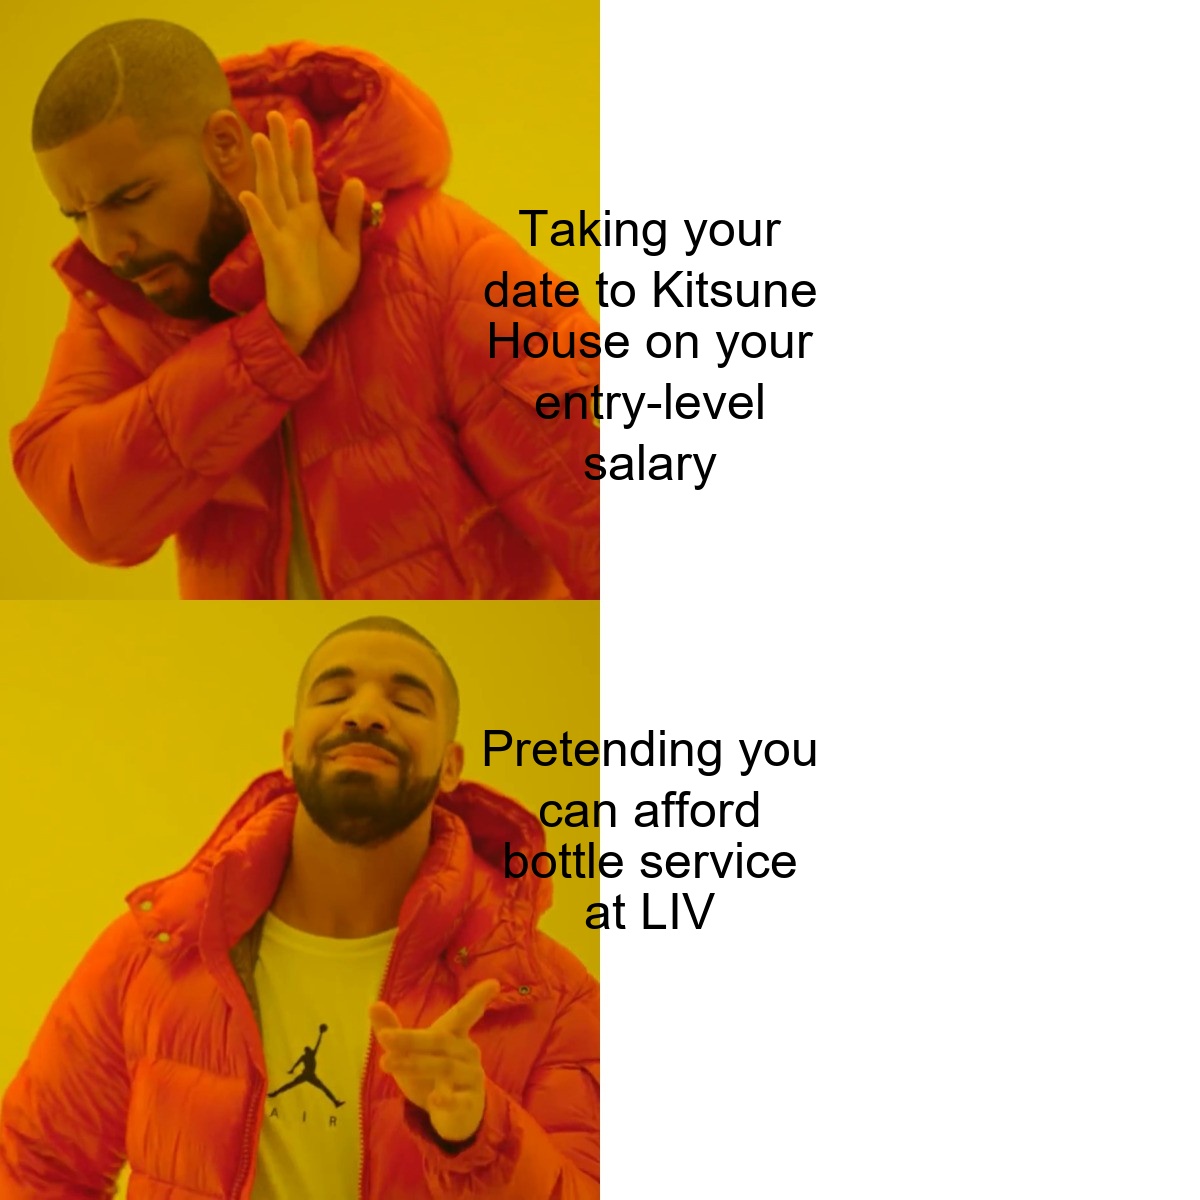 Taking your
date to Kitsune
House on your
entry-level
salary
Pretending you
can afford
bottle service
at LIV
A I R